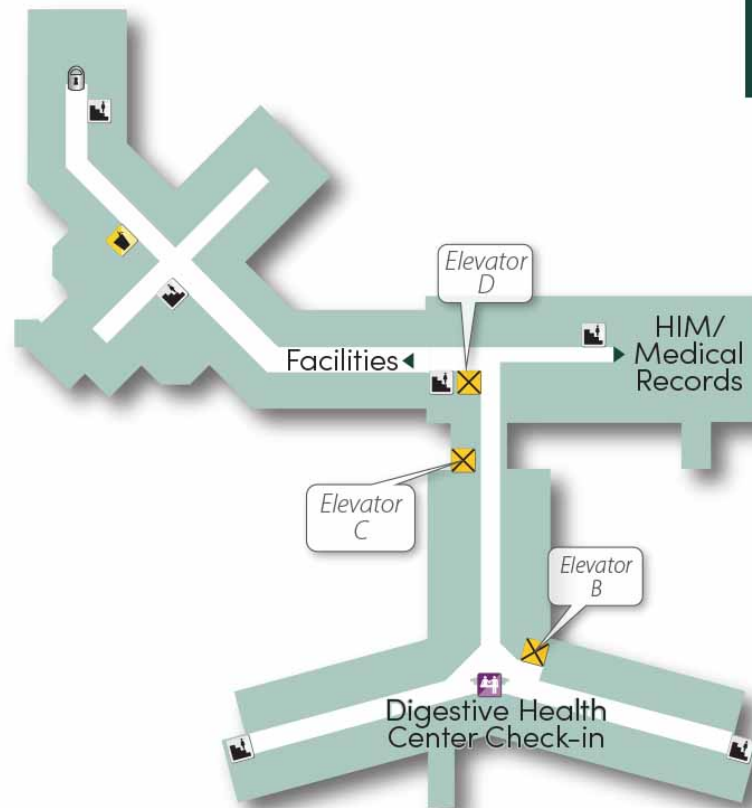 Elevator
D
HIM/
Medical
Records
Facilities
Elevator
C
Elevator
B
Digestive Health
Center Check-in